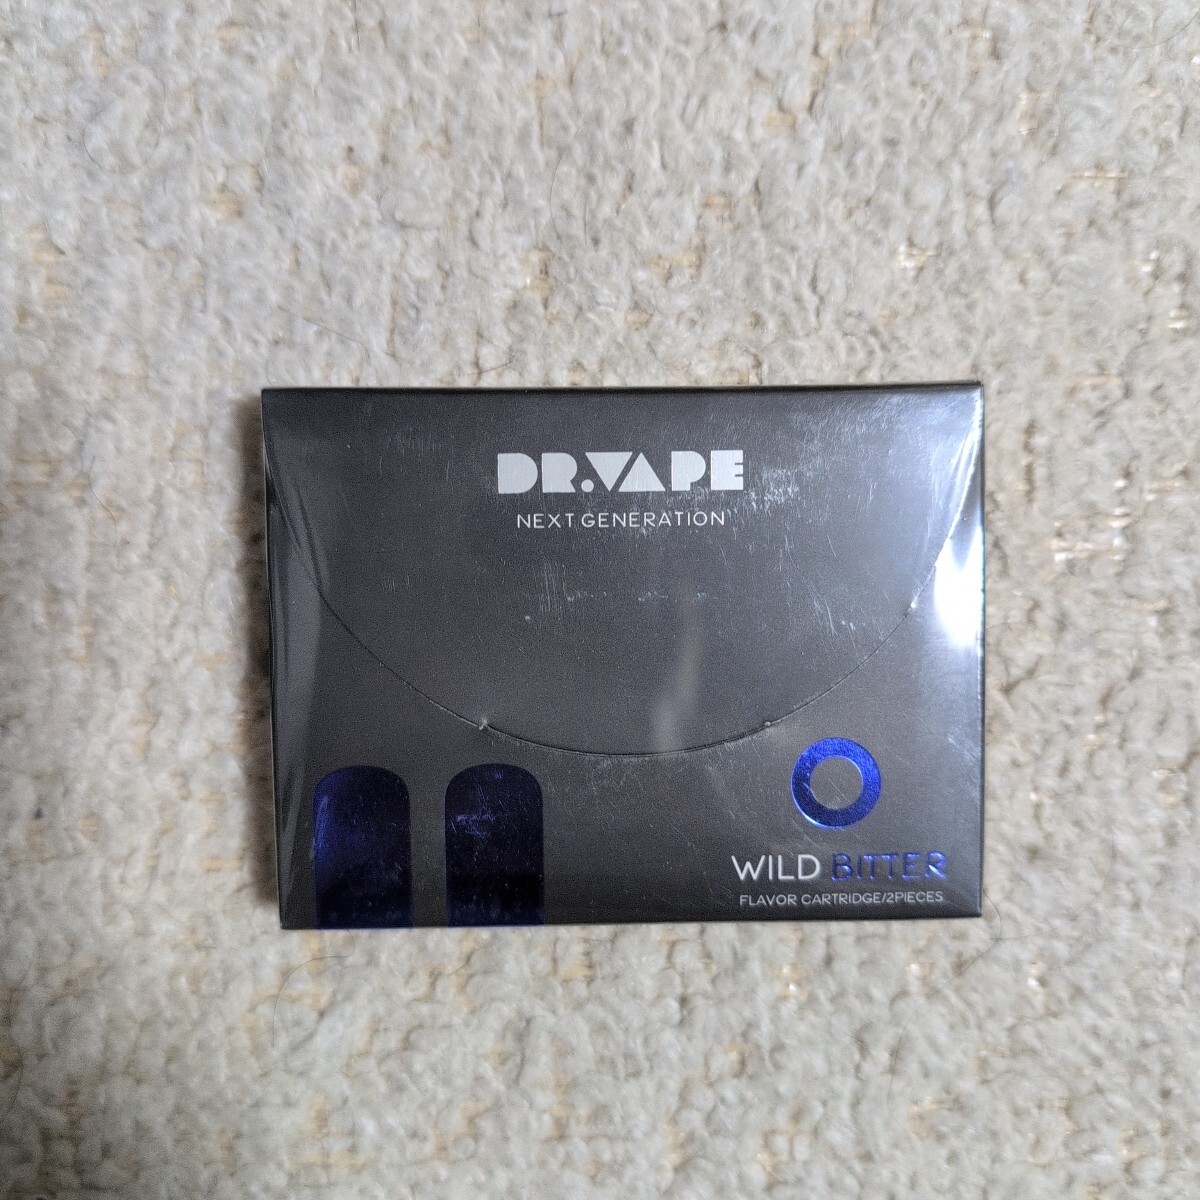 DR.VAPE
NEXT GENERATION
WILD BITTER
FLAVOR CARTRIDGE/2PIECES